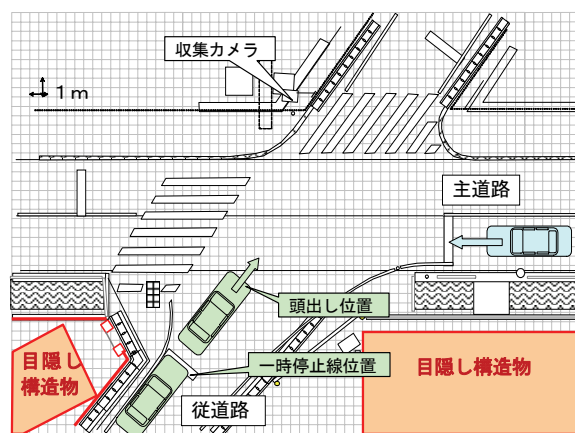 収集カメラ
1m
主道路
頭出し位置
一時停止線位置
従道路
目隠し
構造物
目隠し構造物